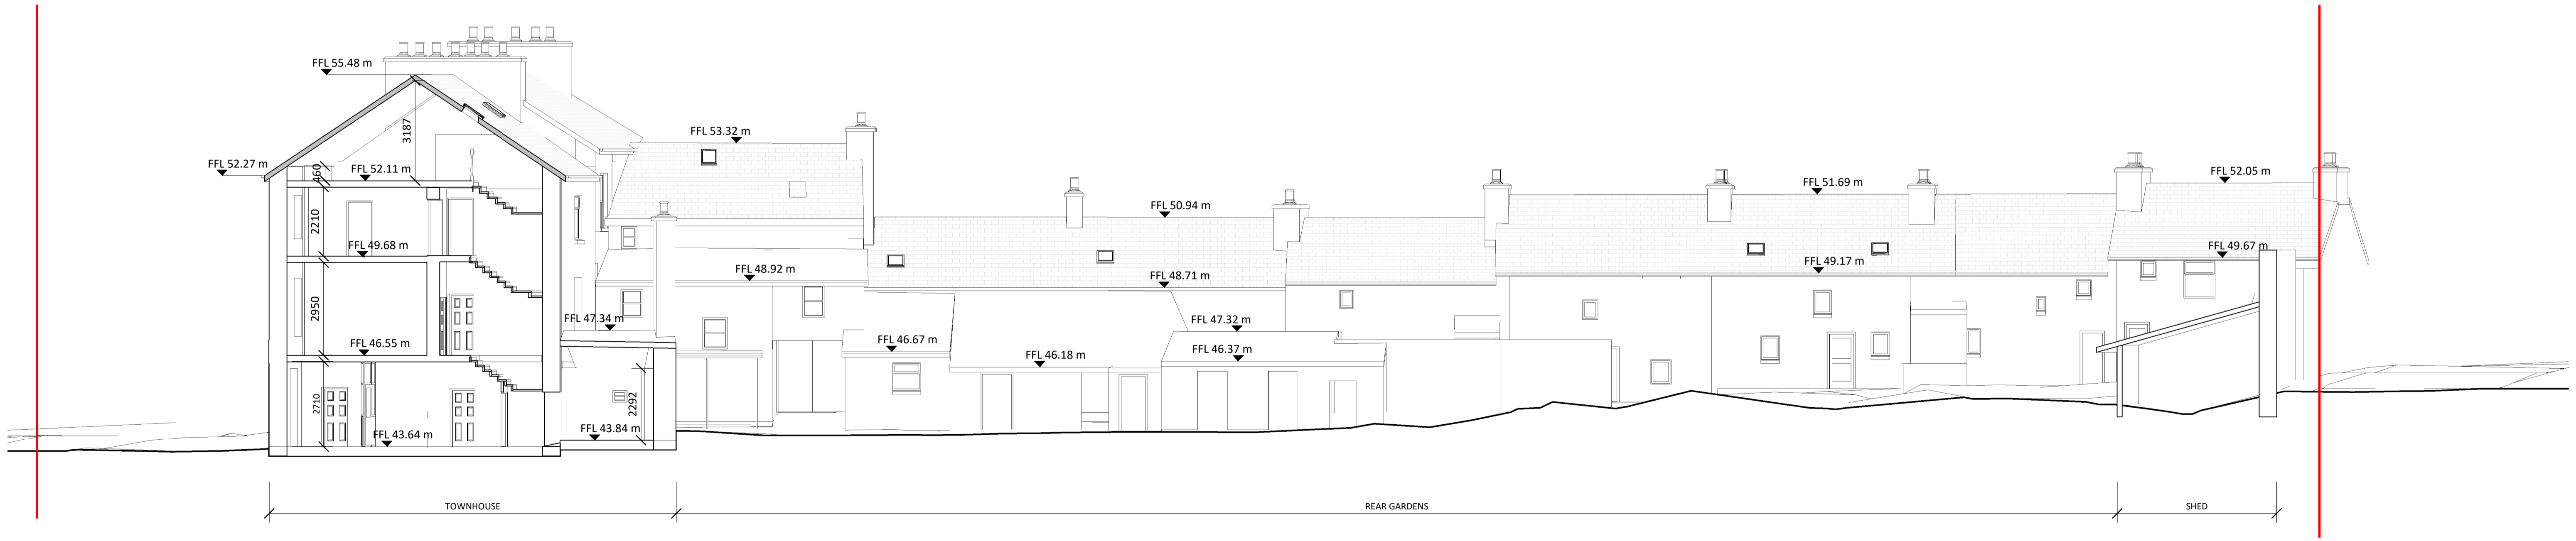 FFL 55.48 m
FFL 53.32 m
3187
FFL 52.27 m
460
FFL 52.11 m
FFL 52.05 m
FFL 51.69 m
2210
FFL 50.94 m
FFL 49.68 m
FFL 49.67 m
FFL 48.92 m
FFL 48.71 m
FFL 49.17 m
2950
FFL 47.34 m
FFL 47.32 m
FFL 46.55 m
FFL 46.67 m
FFL 46.18 m
FFL 46.37 m
2710
2292
FFL 43.64 m
FFL 43.84 m
TOWNHOUSE
REAR GARDENS
SHED